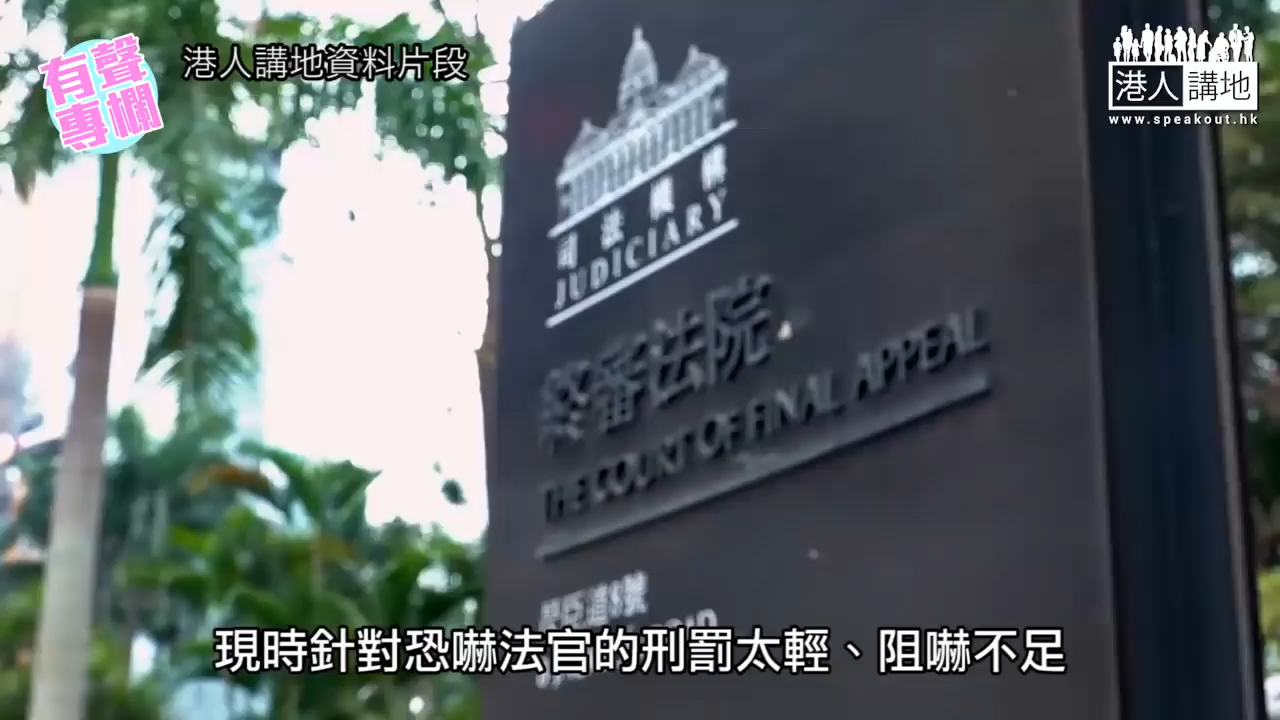 有聲
專欄
港人講地資料片段
港人講地
www.speakout.hk
司法機構
JUDICIARY
終審法院
THE COURT OF FINAL APPEAL
現時針對恐嚇法官的刑罰太輕、阻嚇不足